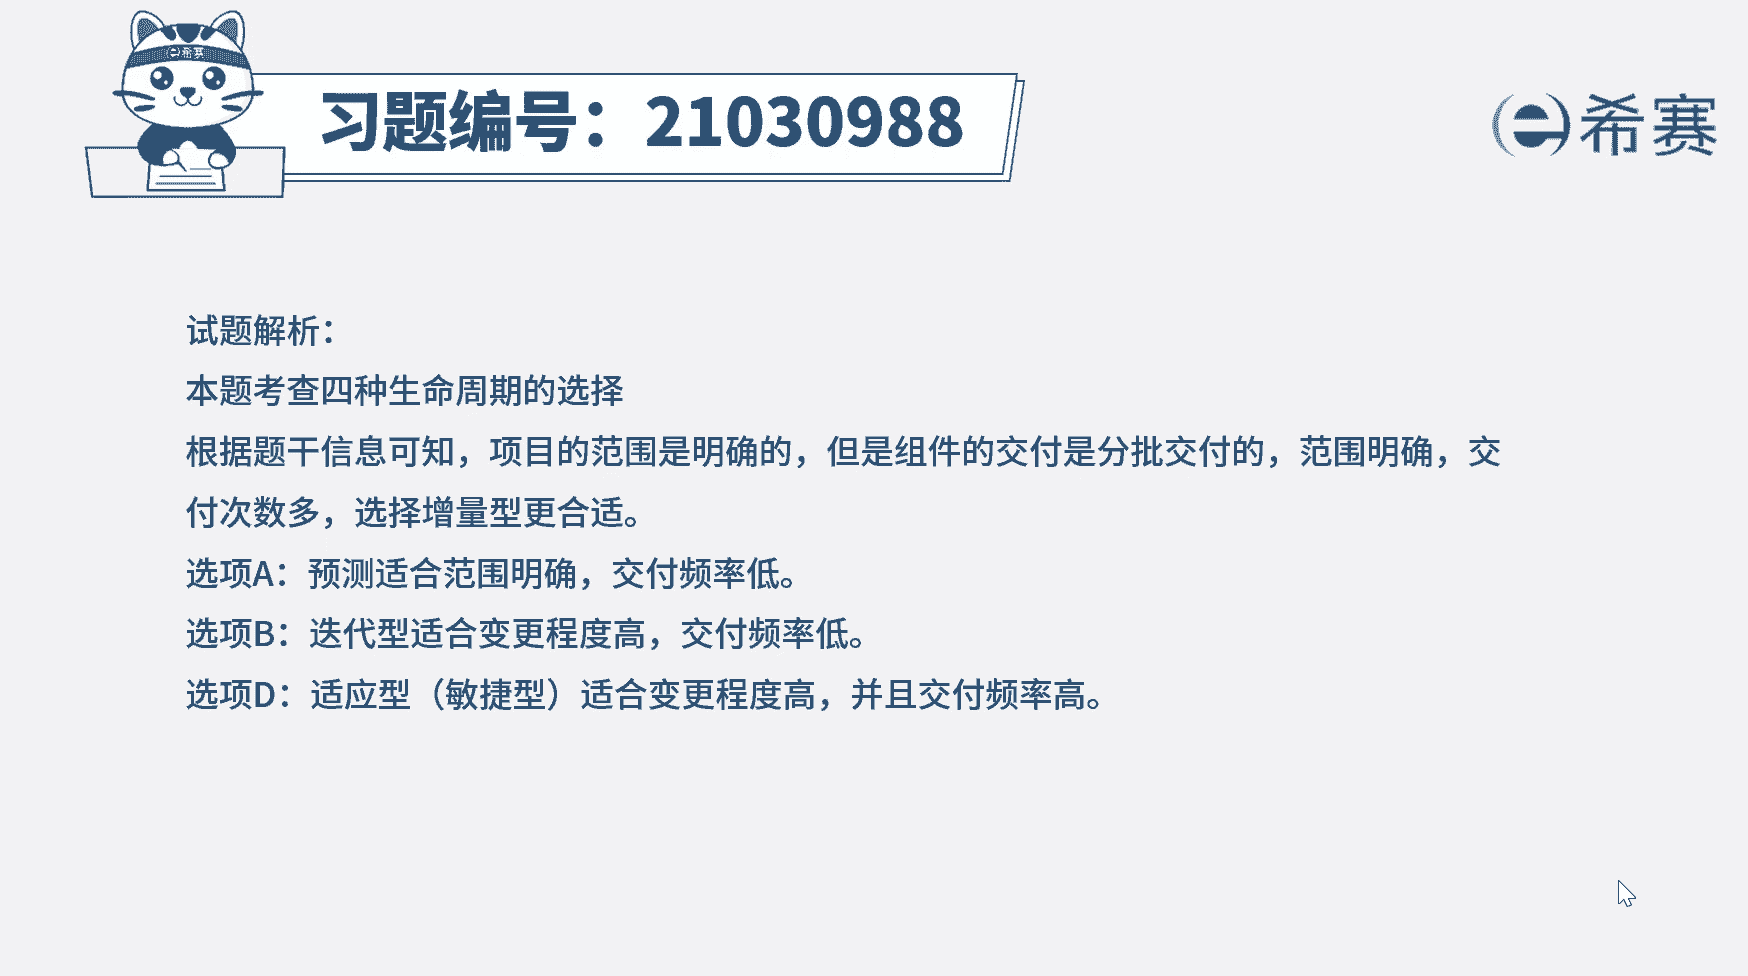 希赛
习题编号：21030988
希赛
试题解析：
本题考查四种生命周期的选择
根据题干信息可知，项目的范围是明确的，但是组件的交付是分批交付的，范围明确，交
付次数多，选择增量型更合适。
选项A：预测适合范围明确，交付频率低。
选项B：迭代型适合变更程度高，交付频率低。
选项D：适应型（敏捷型）适合变更程度高，并且交付频率高。